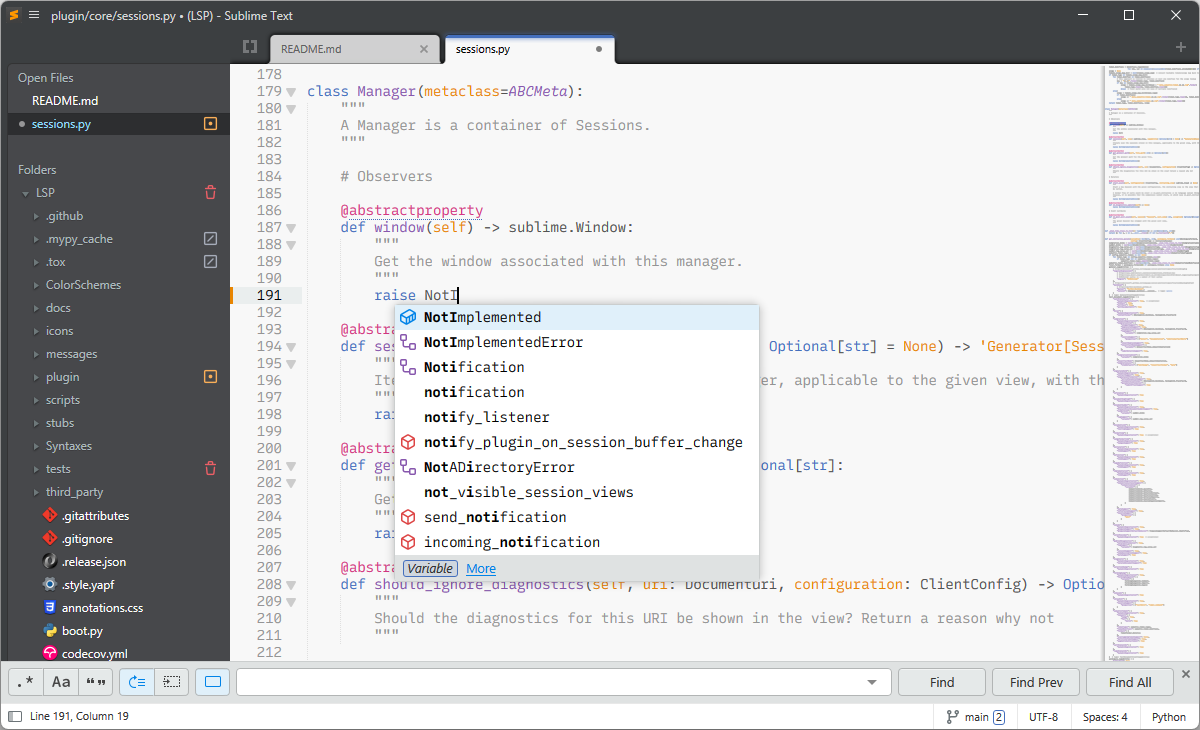 plugin/core/sessions.py • (LSP) - Sublime Text
README.md
sessions.py
Open Files
README.md
sessions.py
Folders
LSP
.github
.mypy_cache
.tox
ColorSchemes
docs
icons
messages
plugin
scripts
stubs
Syntaxes
tests
third_party
.gitattributes
.gitignore
.release.json
.style.yapf
annotations.css
boot.py
codecov.yml
178
179 class Manager(metaclass=ABCMeta):
180 """
181 A Manager is a container of Sessions.
182 """
183
184 # Observers
185
186 @abstractproperty
187 def window(self) -> sublime.Window:
188 """
189 Get the window associated with this manager.
190 """
191 raise NotI
192
193 @abstra
194 def se Optional[str] = None) -> 'Generator[Sess
195 """
196 Ite er, applicable to the given view, with th
197 """
198 rai
199
200 @abstra
201 def ge onal[str]:
202 """
203 Ge
204 """
205 rai
206
207 @abstra
208 def should_ignore_diagnostics(self, uri: DocumentUri, configuration: ClientConfig) -> Optio
209 """
210 Should the diagnostics for this URI be shown in the view? Return a reason why not
211 """
212
NotImplemented
NotImplementedError
Notification
notification
notify_listener
notify_plugin_on_session_buffer_change
NotADirectoryError
not_visible_session_views
send_notification
incoming_notification
Variable More
.* Aa “” Find Find Prev Find All
Line 191, Column 19 main 2 UTF-8 Spaces: 4 Python